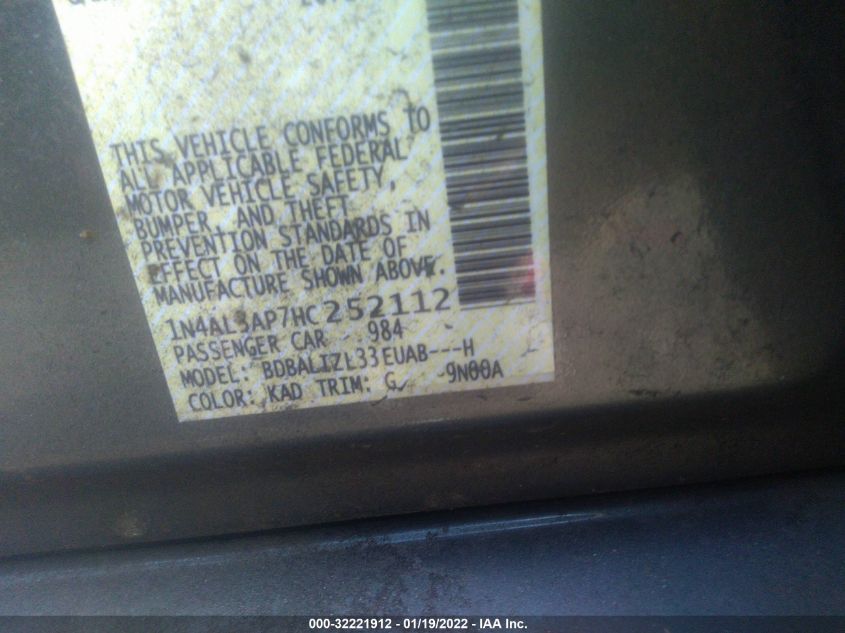 THIS VEHICLE CONFORMS TO
ALL APPLICABLE FEDERAL
MOTOR VEHICLE SAFETY,
BUMPER, AND THEFT
PREVENTION STANDARDS IN
EFFECT ON THE DATE OF
MANUFACTURE SHOWN ABOVE.
1N4AL3AP7HC252112
PASSENGER CAR 984
MODEL: BDBALIZL33EUAB---H
COLOR: KAD TRIM: G 9N00A
000-32221912 - 01/19/2022 - IAA Inc.